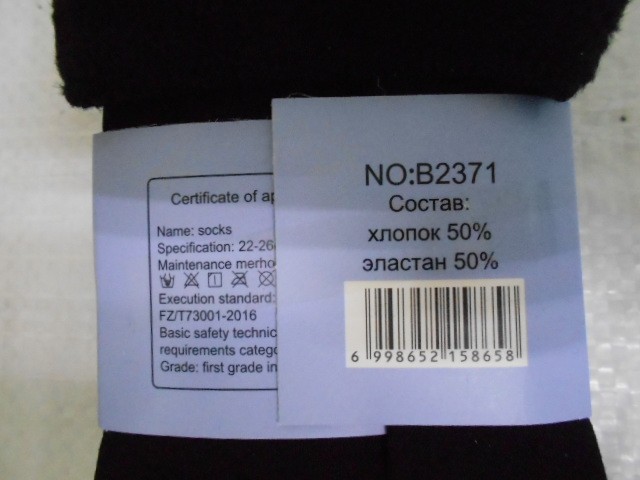 Certificate of
Name: socks
Specification: 22-26
Maintenance merho
Execution standard:
FZ/T73001-2016
Basic safety technic
requirements categ
Grade: first grade in
NO:B2371
Состав:
хлопок 50%
эластан 50%
6 998652 158658